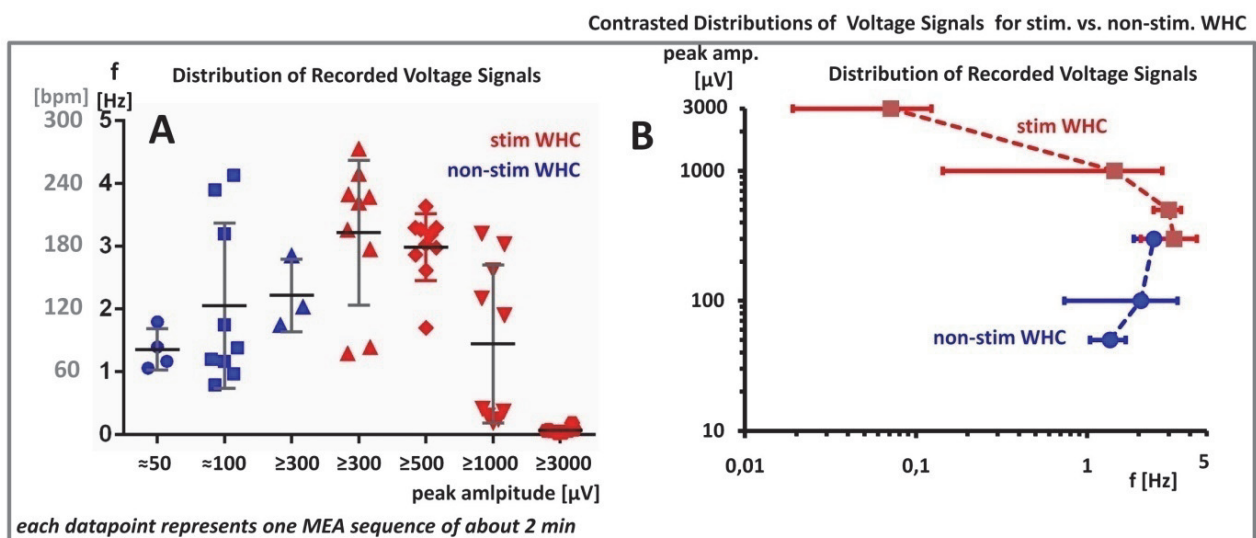 Contrasted Distributions of Voltage Signals for stim. vs. non-stim. WHC
f
[Hz]
[bpm]
Distribution of Recorded Voltage Signals
A
stim WHC
non-stim WHC
300
240
180
120
60
5
4
3
2
1
0
≈50 ≈100 ≥300 ≥300 ≥500 ≥1000 ≥3000
peak amlpitude [µV]
each datapoint represents one MEA sequence of about 2 min
peak amp.
[µV]
Distribution of Recorded Voltage Signals
B
stim WHC
non-stim WHC
3000
1000
100
10
0,01 0,1 1 5
f [Hz]